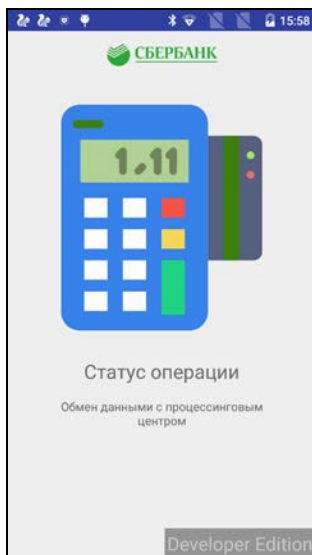 15:58
СБЕРБАНК
1,11
Статус операции
Обмен данными с процессинговым
центром
Developer Edition